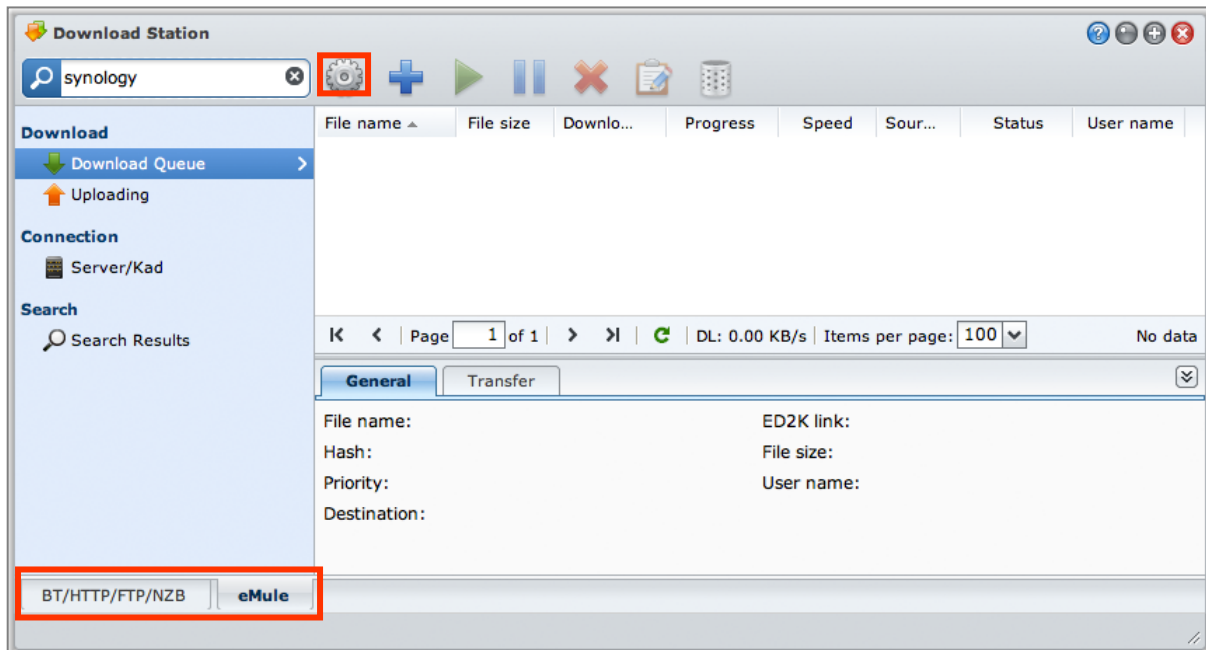 Download Station
synology
File name File size Downlo... Progress Speed Sour... Status User name
Download
Download Queue
Uploading
Connection
Server/Kad
Search
Search Results
Page 1 of 1 DL: 0.00 KB/s Items per page: 100 No data
General Transfer
File name: ED2K link:
Hash: File size:
Priority: User name:
Destination:
BT/HTTP/FTP/NZB eMule